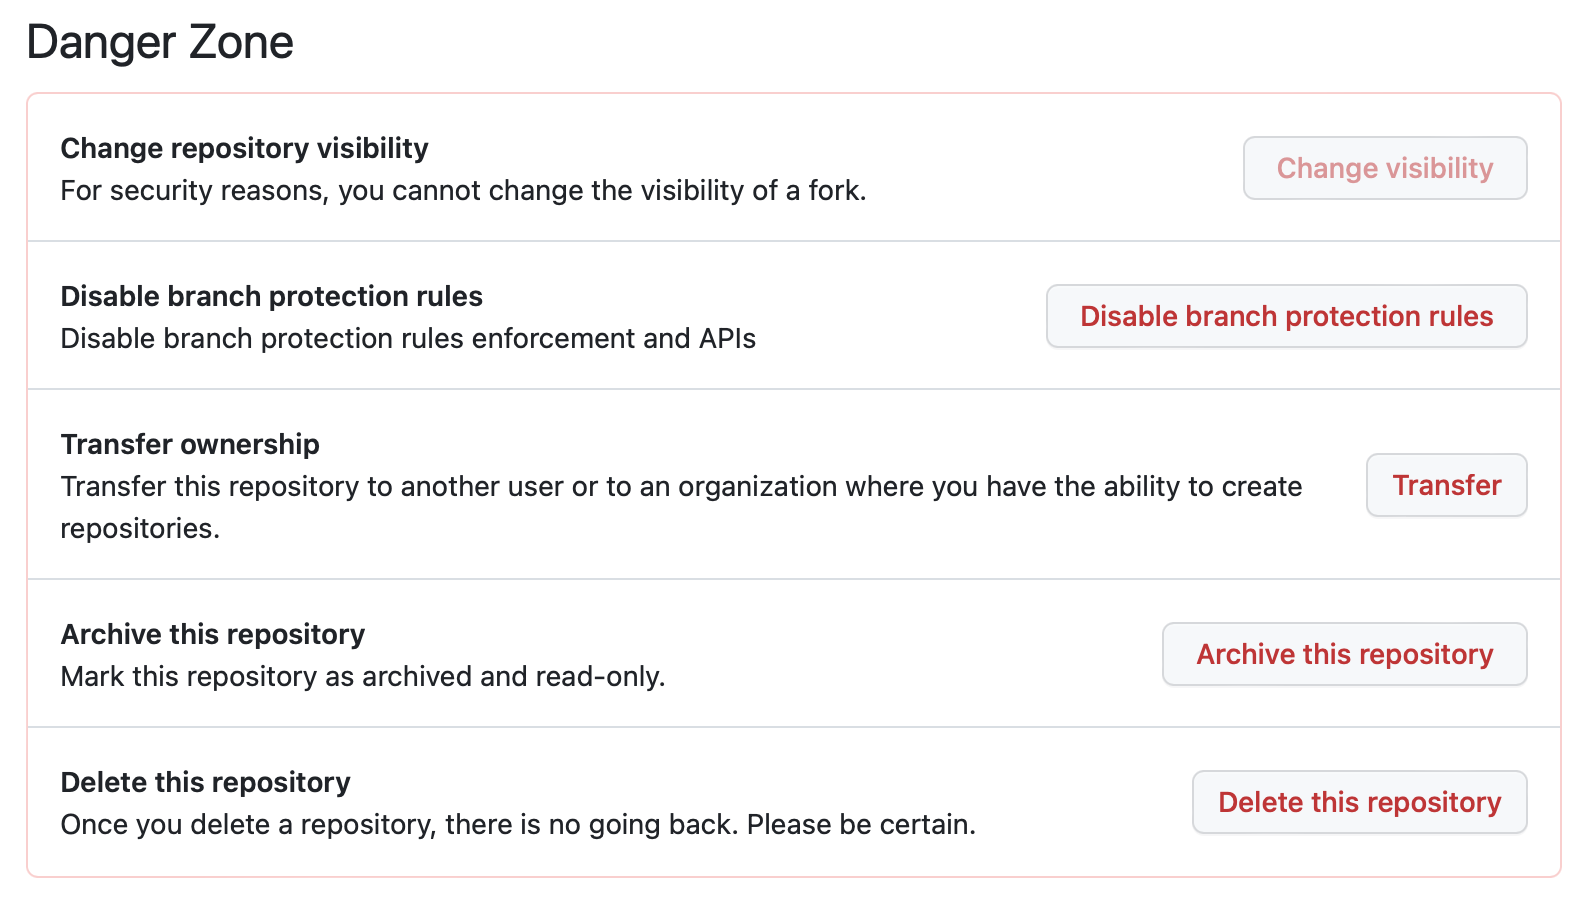 Danger Zone
Change repository visibility
For security reasons, you cannot change the visibility of a fork.
Change visibility
Disable branch protection rules
Disable branch protection rules enforcement and APIs
Disable branch protection rules
Transfer ownership
Transfer this repository to another user or to an organization where you have the ability to create
repositories.
Transfer
Archive this repository
Mark this repository as archived and read-only.
Archive this repository
Delete this repository
Once you delete a repository, there is no going back. Please be certain.
Delete this repository